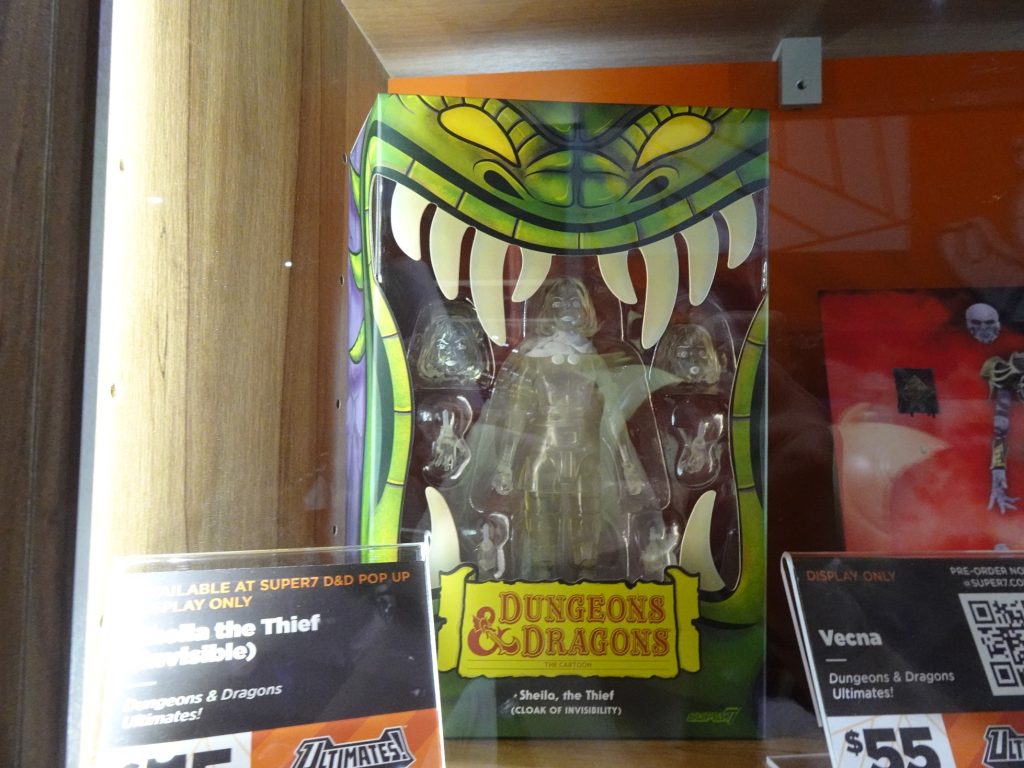 AVAILABLE AT SUPER7 D&D POP UP
DISPLAY ONLY
Sheila the Thief
(Invisible)
Dungeons & Dragons
Ultimates!
ULTIMATES!
DUNGEONS
& DRAGONS
THE CARTOON
Sheila, the Thief
(CLOAK OF INVISIBILITY)
SUPER7
DISPLAY ONLY
PRE-ORDER NO
@SUPER7.CO
Vecna
Dungeons & Dragons
Ultimates!
$55